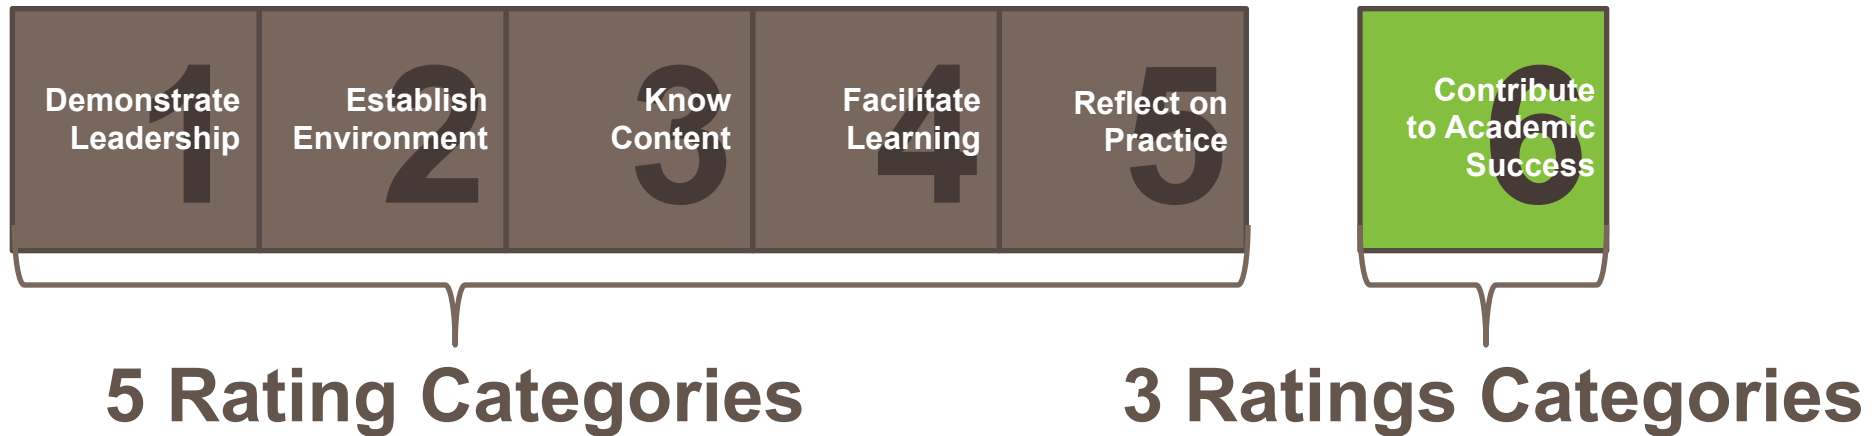 1
Demonstrate
Leadership
2
Establish
Environment
3
Know
Content
4
Facilitate
Learning
5
Reflect on
Practice
6
Contribute
to Academic
Success
5 Rating Categories
3 Ratings Categories